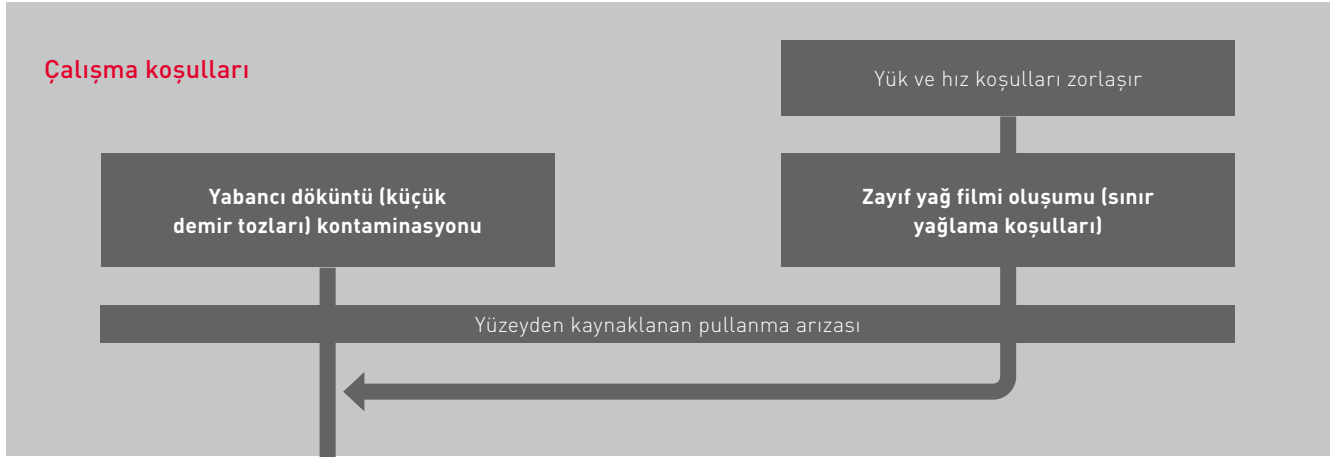 Çalışma koşulları
Yük ve hız koşulları zorlaşır
Yabancı döküntü (küçük
demir tozları) kontaminasyonu
Zayıf yağ filmi oluşumu (sınır
yağlama koşulları)
Yüzeyden kaynaklanan pullanma arızası